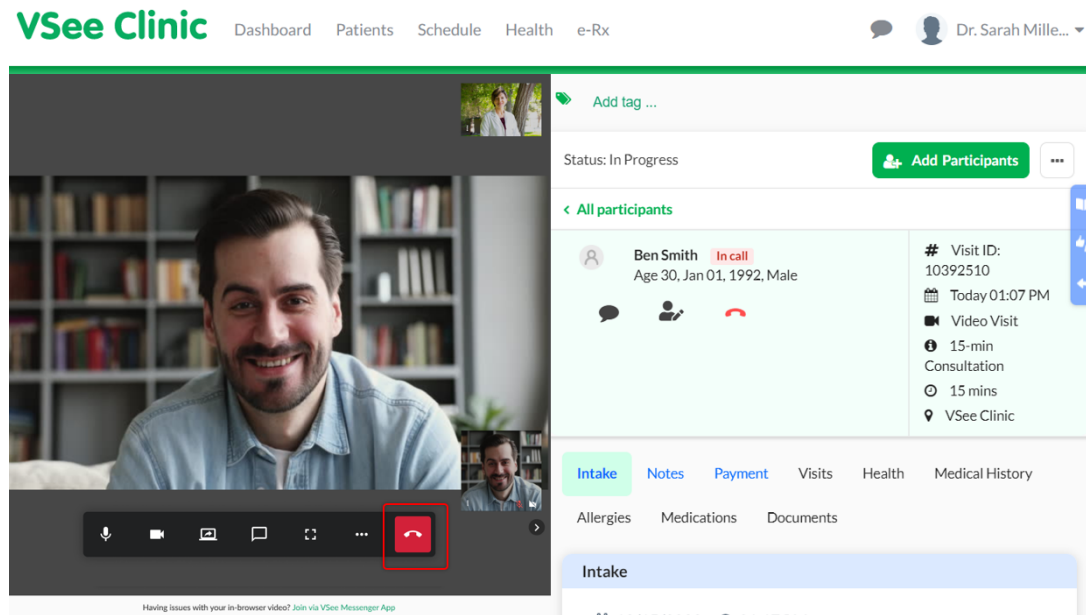 VSee Clinic
Dashboard Patients Schedule Health e-Rx
Dr. Sarah Mille...
Add tag ...
Status: In Progress
Add Participants
< All participants
Ben Smith In call
Age 30, Jan 01, 1992, Male
# Visit ID:
10392510
Today 01:07 PM
Video Visit
15-min
Consultation
15 mins
VSee Clinic
Intake Notes Payment Visits Health Medical History
Allergies Medications Documents
Intake
Having issues with your in-browser video? Join via VSee Messenger App